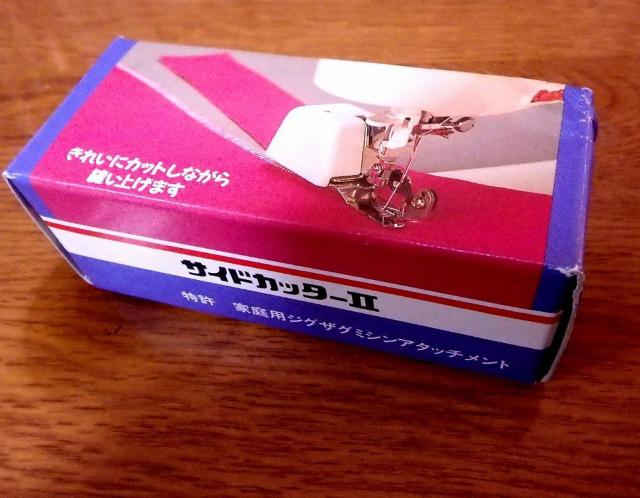 きれいにカットしながら
縫い上げます
サイドカッターII
特許 家庭用ジグザグミシンアタッチメント